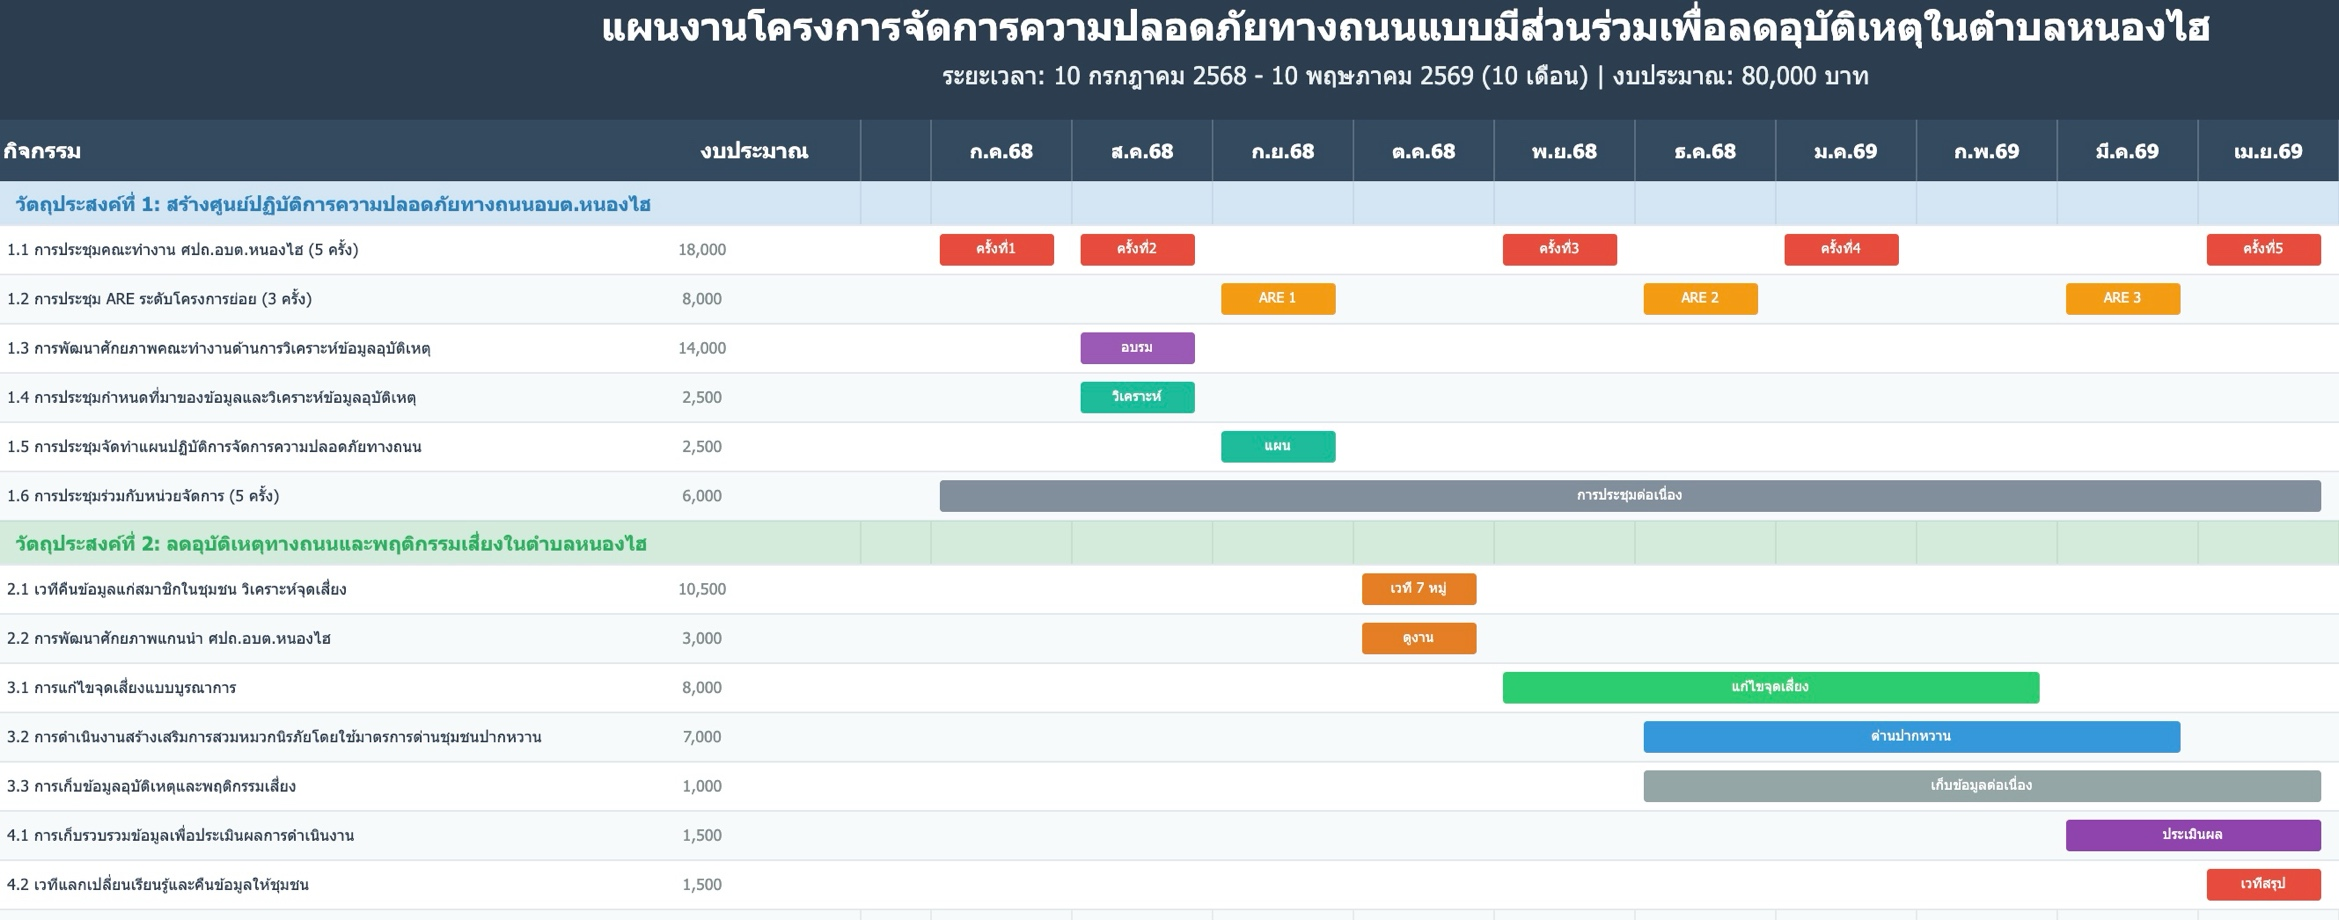 แผนงานโครงการจัดการความปลอดภัยทางถนนแบบมีส่วนร่วมเพื่อลดอุบัติเหตุในตำบลหนองไฮ
ระยะเวลา: 10 กรกฎาคม 2568 - 10 พฤษภาคม 2569 (10 เดือน) | งบประมาณ: 80,000 บาท
กิจกรรม งบประมาณ ก.ค.68 ส.ค.68 ก.ย.68 ต.ค.68 พ.ย.68 ธ.ค.68 ม.ค.69 ก.พ.69 มี.ค.69 เม.ย.69
วัตถุประสงค์ที่ 1: สร้างศูนย์ปฏิบัติการความปลอดภัยทางถนนอบต.หนองไฮ
1.1 การประชุมคณะทำงาน ศปถ.อบต.หนองไฮ (5 ครั้ง) 18,000 ครั้งที่1 ครั้งที่2 ครั้งที่3 ครั้งที่4 ครั้งที่5
1.2 การประชุม ARE ระดับโครงการย่อย (3 ครั้ง) 8,000 ARE 1 ARE 2 ARE 3
1.3 การพัฒนาศักยภาพคณะทำงานด้านการวิเคราะห์ข้อมูลอุบัติเหตุ 14,000 อบรม
1.4 การประชุมกำหนดที่มาของข้อมูลและวิเคราะห์ข้อมูลอุบัติเหตุ 2,500 วิเคราะห์
1.5 การประชุมจัดทำแผนปฏิบัติการจัดการความปลอดภัยทางถนน 2,500 แผน
1.6 การประชุมร่วมกับหน่วยจัดการ (5 ครั้ง) 6,000 การประชุมต่อเนื่อง
วัตถุประสงค์ที่ 2: ลดอุบัติเหตุทางถนนและพฤติกรรมเสี่ยงในตำบลหนองไฮ
2.1 เวทีคืนข้อมูลแก่สมาชิกในชุมชน วิเคราะห์จุดเสี่ยง 10,500 เวที 7 หมู่
2.2 การพัฒนาศักยภาพแกนนำ ศปถ.อบต.หนองไฮ 3,000 ดูงาน
3.1 การแก้ไขจุดเสี่ยงแบบบูรณาการ 8,000 แก้ไขจุดเสี่ยง
3.2 การดำเนินงานสร้างเสริมการสวมหมวกนิรภัยโดยใช้มาตรการด่านชุมชนปากหวาน 7,000 ด่านปากหวาน
3.3 การเก็บข้อมูลอุบัติเหตุและพฤติกรรมเสี่ยง 1,000 เก็บข้อมูลต่อเนื่อง
4.1 การเก็บรวบรวมข้อมูลเพื่อประเมินผลการดำเนินงาน 1,500 ประเมินผล
4.2 เวทีแลกเปลี่ยนเรียนรู้และคืนข้อมูลให้ชุมชน 1,500 เวทีสรุป